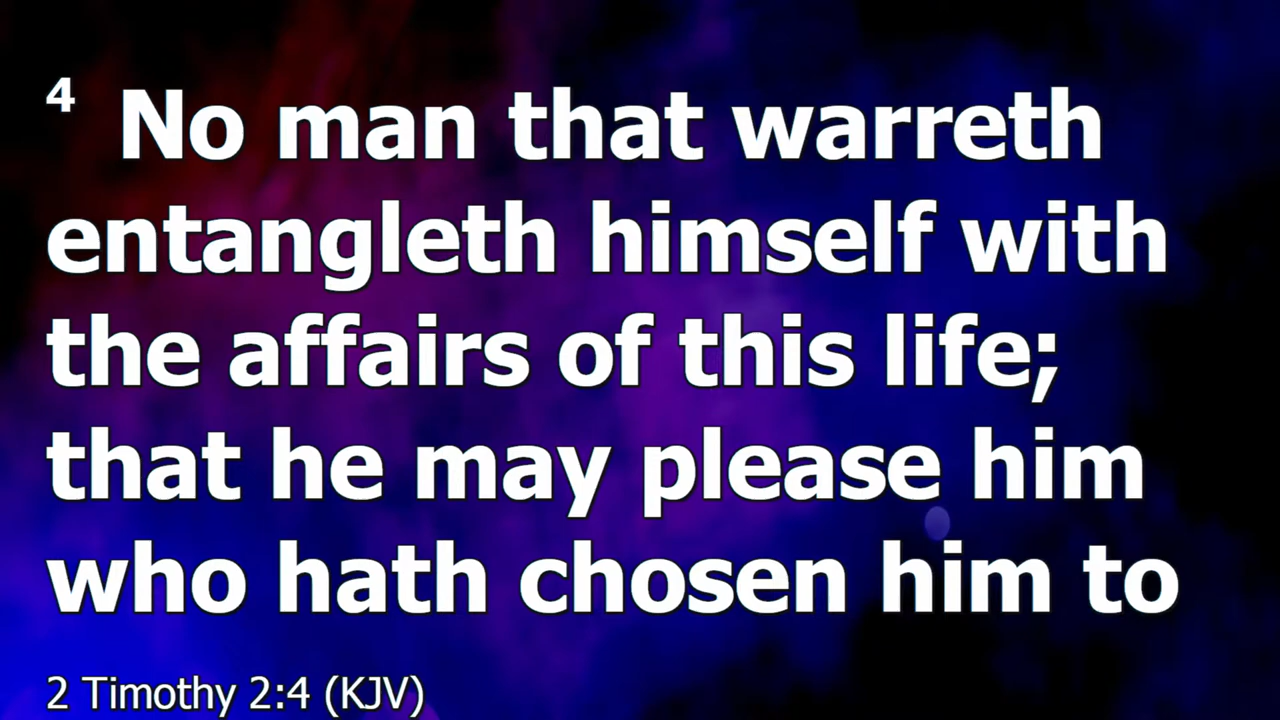 4 No man that warreth
entangleth himself with
the affairs of this life;
that he may please him
who hath chosen him to
2 Timothy 2:4 (KJV)